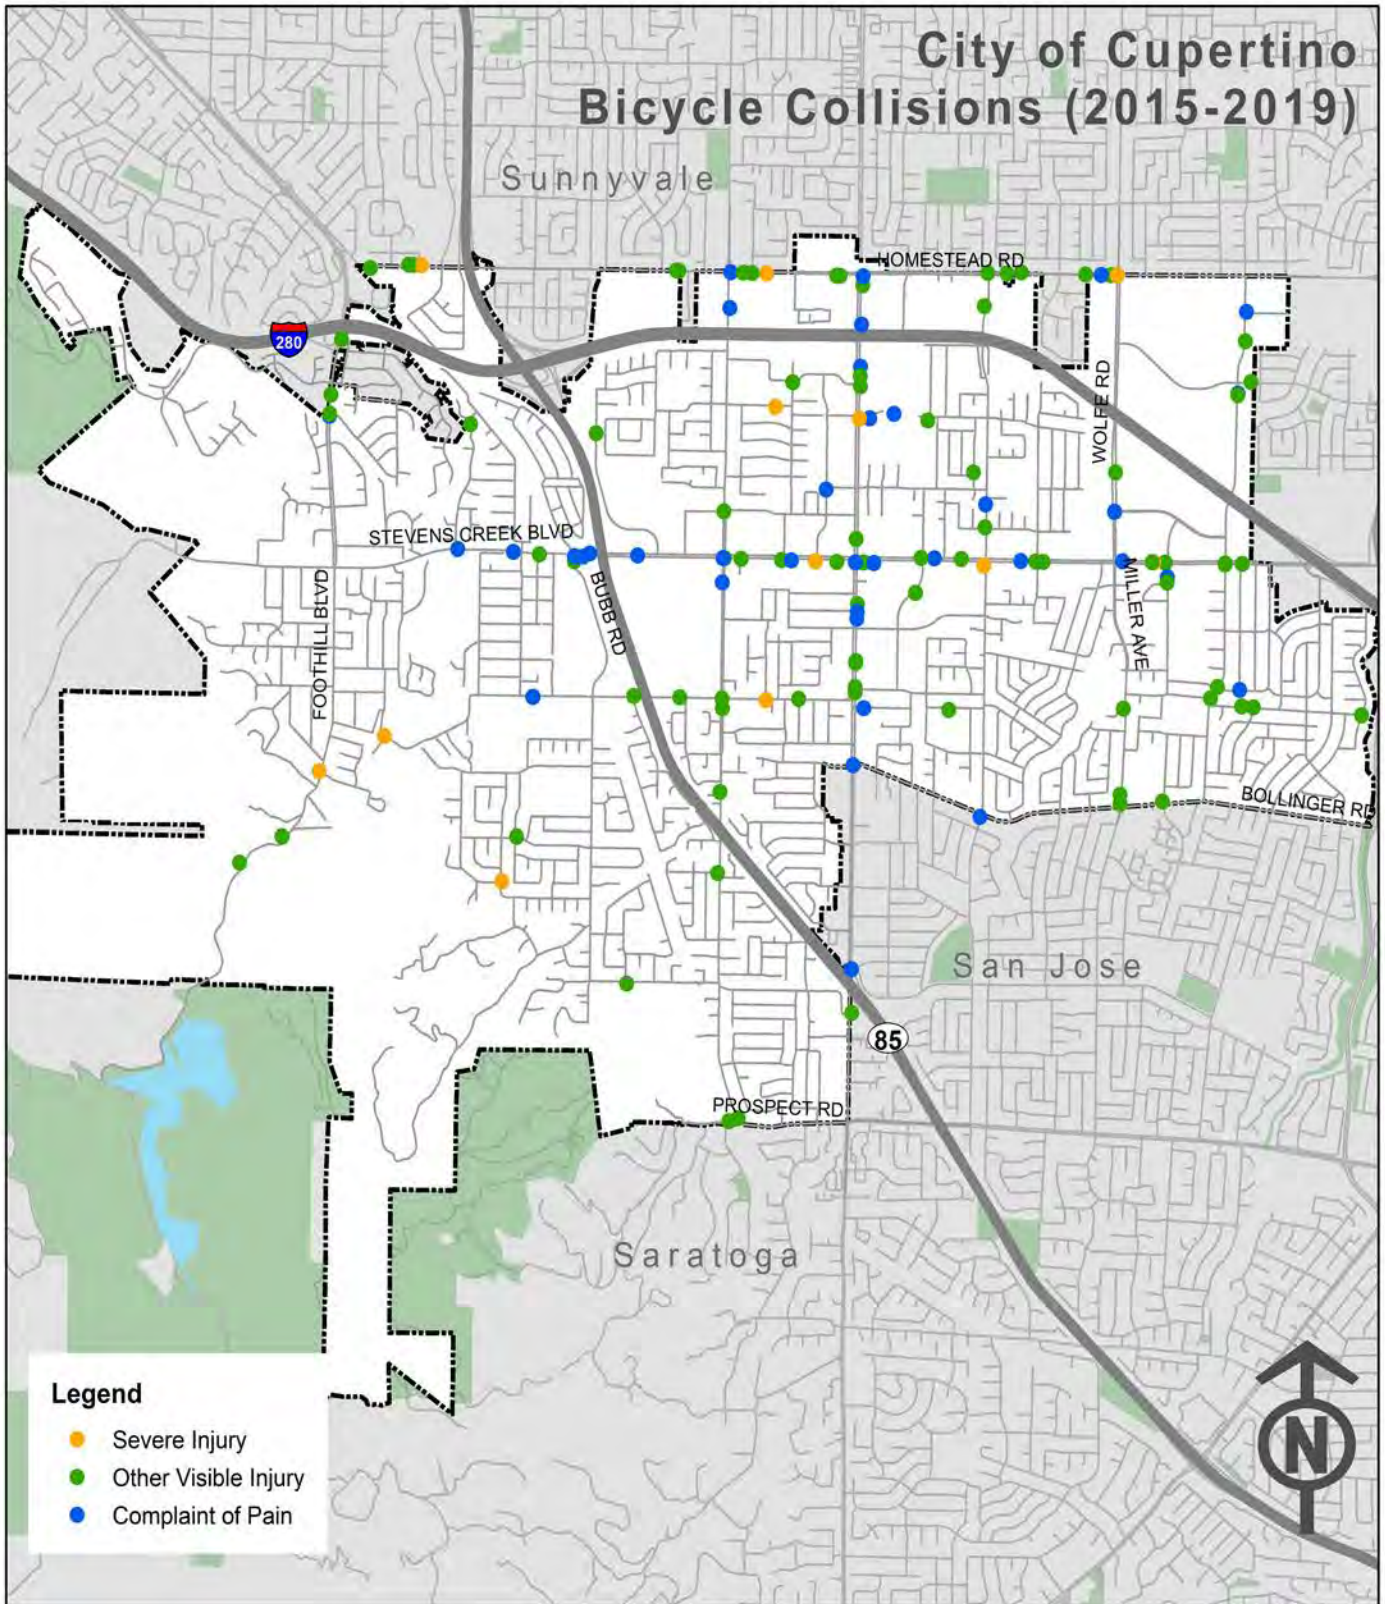 City of Cupertino
Bicycle Collisions (2015-2019)
Sunnyvale
HOMESTEAD RD
280
WOLFE RD
STEVENS CREEK BLVD
FOOTHILL BLVD
BUBB RD
MILLER AVE
BOLLINGER RD
San Jose
85
PROSPECT RD
Saratoga
Legend
Severe Injury
Other Visible Injury
Complaint of Pain
N